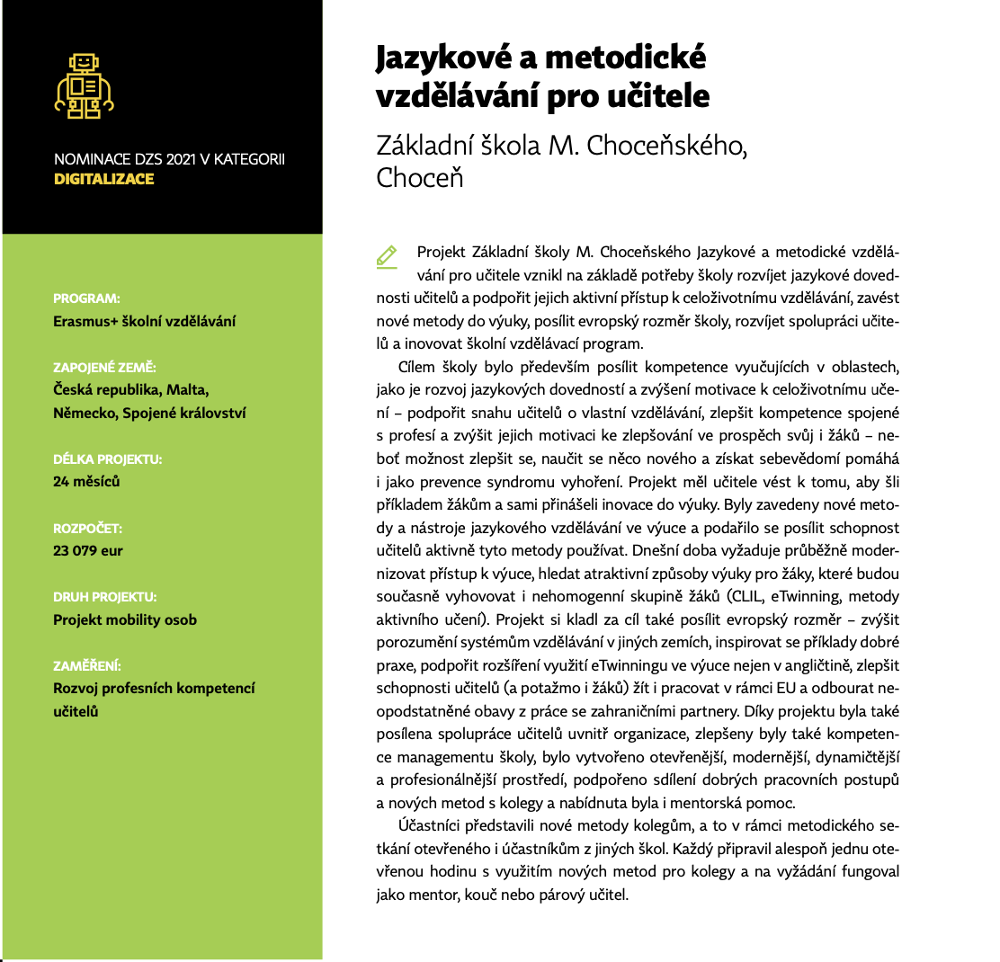 NOMINACE DZS 2021 V KATEGORII
DIGITALIZACE
PROGRAM:
Erasmus+ školní vzdělávání
ZAPOJENÉ ZEMĚ:
Česká republika, Malta,
Německo, Spojené království
DÉLKA PROJEKTU:
24 měsíců
ROZPOČET:
23 079 eur
DRUH PROJEKTU:
Projekt mobility osob
ZAMĚŘENÍ:
Rozvoj profesních kompetencí
učitelů
Jazykové a metodické
vzdělávání pro učitele
Základní škola M. Choceňského,
Choceň
Projekt Základní školy M. Choceňského Jazykové a metodické vzdělá-
vání pro učitele vznikl na základě potřeby školy rozvíjet jazykové doved-
nosti učitelů a podpořit jejich aktivní přístup k celoživotnímu vzdělávání, zavést
nové metody do výuky, posílit evropský rozměr školy, rozvíjet spolupráci učite-
lů a inovovat školní vzdělávací program.
Cílem školy bylo především posílit kompetence vyučujících v oblastech,
jako je rozvoj jazykových dovedností a zvýšení motivace k celoživotnímu uče-
ní – podpořit snahu učitelů o vlastní vzdělávání, zlepšit kompetence spojené
s profesí a zvýšit jejich motivaci ke zlepšování ve prospěch svůj i žáků – ne-
boť možnost zlepšit se, naučit se něco nového a získat sebevědomí pomáhá
i jako prevence syndromu vyhoření. Projekt měl učitele vést k tomu, aby šli
příkladem žákům a sami přinášeli inovace do výuky. Byly zavedeny nové meto-
dy a nástroje jazykového vzdělávání ve výuce a podařilo se posílit schopnost
učitelů aktivně tyto metody používat. Dnešní doba vyžaduje průběžně moder-
nizovat přístup k výuce, hledat atraktivní způsoby výuky pro žáky, které budou
současně vyhovovat i nehomogenní skupině žáků (CLIL, eTwinning, metody
aktivního učení). Projekt si kladl za cíl také posílit evropský rozměr – zvýšit
porozumění systémům vzdělávání v jiných zemích, inspirovat se příklady dobré
praxe, podpořit rozšíření využití eTwinningu ve výuce nejen v angličtině, zlepšit
schopnosti učitelů (a potažmo i žáků) žít i pracovat v rámci EU a odbourat ne-
opodstatněné obavy z práce se zahraničními partnery. Díky projektu byla také
posílena spolupráce učitelů uvnitř organizace, zlepšeny byly také kompeten-
ce managementu školy, bylo vytvořeno otevřenější, modernější, dynamičtější
a profesionálnější prostředí, podpořeno sdílení dobrých pracovních postupů
a nových metod s kolegy a nabídnuta byla i mentorská pomoc.
Účastníci představili nové metody kolegům, a to v rámci metodického se-
tkání otevřeného i účastníkům z jiných škol. Každý připravil alespoň jednu ote-
vřenou hodinu s využitím nových metod pro kolegy a na vyžádání fungoval
jako mentor, kouč nebo párový učitel.